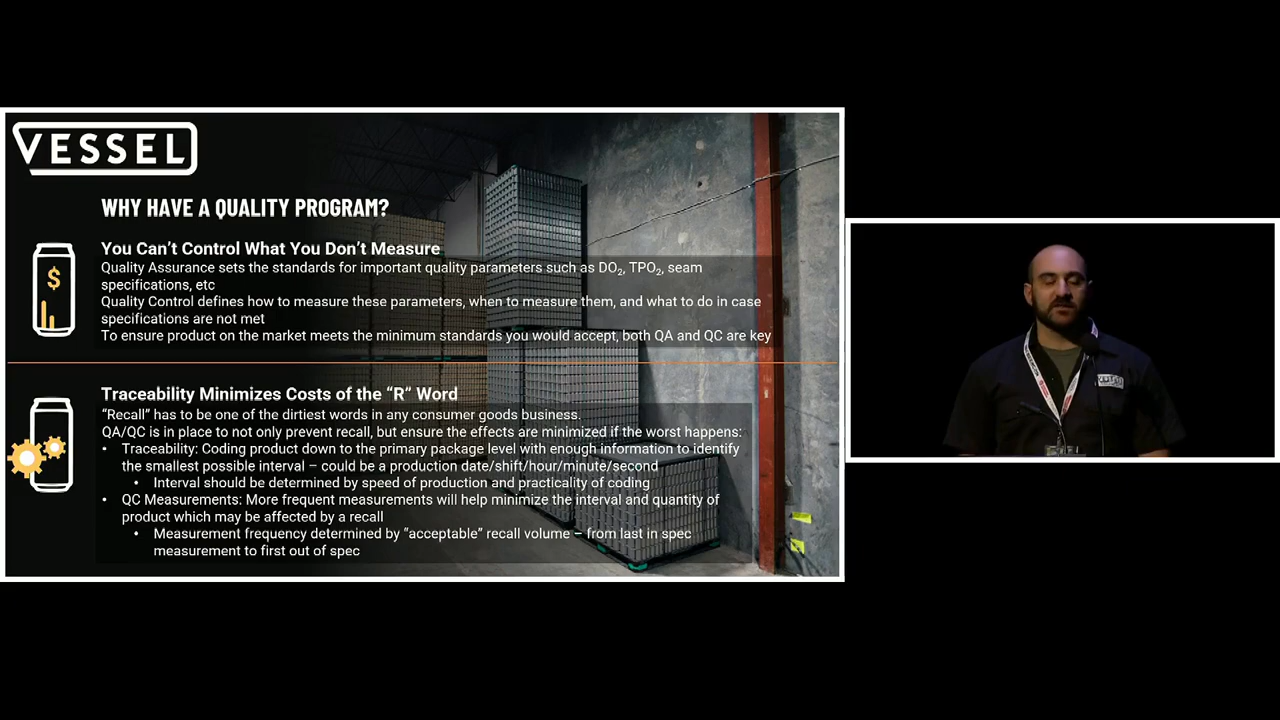 VESSEL
WHY HAVE A QUALITY PROGRAM?
You Can't Control What You Don't Measure
Quality Assurance sets the standards for important quality parameters such as DO₂, TPO₂, seam
specifications, etc
Quality Control defines how to measure these parameters, when to measure them, and what to do in case
specifications are not met
To ensure product on the market meets the minimum standards you would accept, both QA and QC are key
$
Traceability Minimizes Costs of the “R” Word
“Recall” has to be one of the dirtiest words in any consumer goods business.
QA/QC is in place to not only prevent recall, but ensure the effects are minimized if the worst happens:
• Traceability: Coding product down to the primary package level with enough information to identify
the smallest possible interval – could be a production date/shift/hour/minute/second
• Interval should be determined by speed of production and practicality of coding
• QC Measurements: More frequent measurements will help minimize the interval and quantity of
product which may be affected by a recall
• Measurement frequency determined by “acceptable” recall volume – from last in spec
measurement to first out of spec
VESSEL